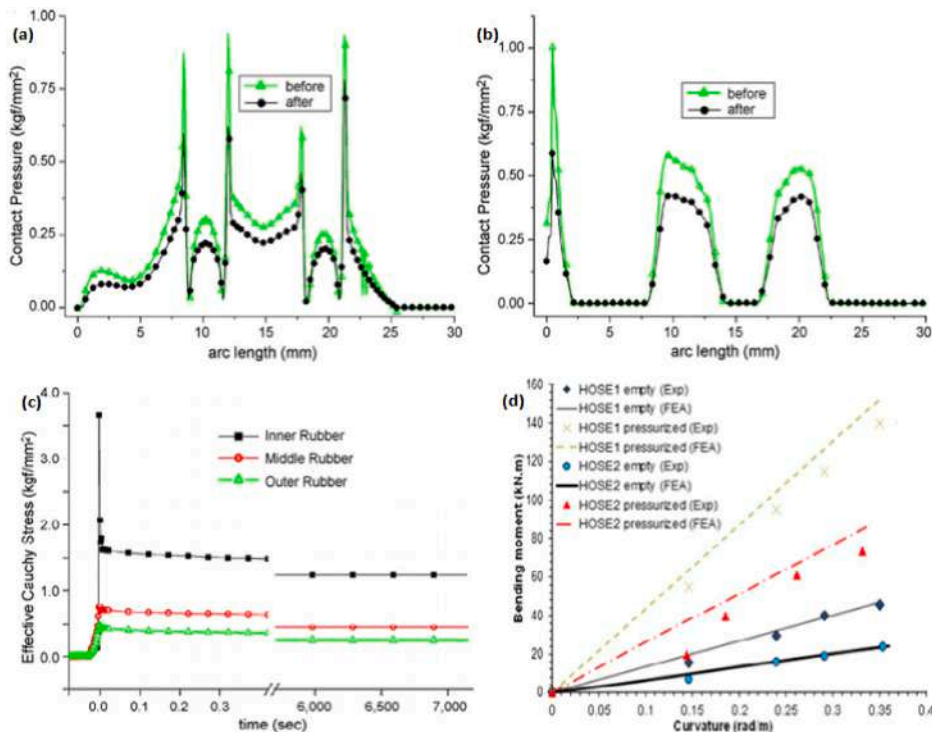 (a)
Contact Pressure (kgf/mm²)
1.00
0.75
0.50
0.25
0.00
before
after
0 5 10 15 20 25 30
arc length (mm)
(b)
Contact Pressure (kgf/mm²)
1.00
0.75
0.50
0.25
0.00
before
after
0 5 10 15 20 25 30
arc length (mm)
(c)
Effective Cauchy Stress (kgf/mm²)
4.0
3.0
2.0
1.0
0.0
Inner Rubber
Middle Rubber
Outer Rubber
0.0 0.1 0.2 0.3 6,000 6,500 7,000
time (sec)
(d)
Bending moment (kN.m)
160
140
120
100
80
60
40
20
0
HOSE1 empty (Exp)
HOSE1 empty (FEA)
HOSE1 pressurized (Exp)
HOSE1 pressurized (FEA)
HOSE2 empty (Exp)
HOSE2 empty (FEA)
HOSE2 pressurized (Exp)
HOSE2 pressurized (FEA)
0 0.05 0.1 0.15 0.2 0.25 0.3 0.35 0.4
Curvature (rad/m)